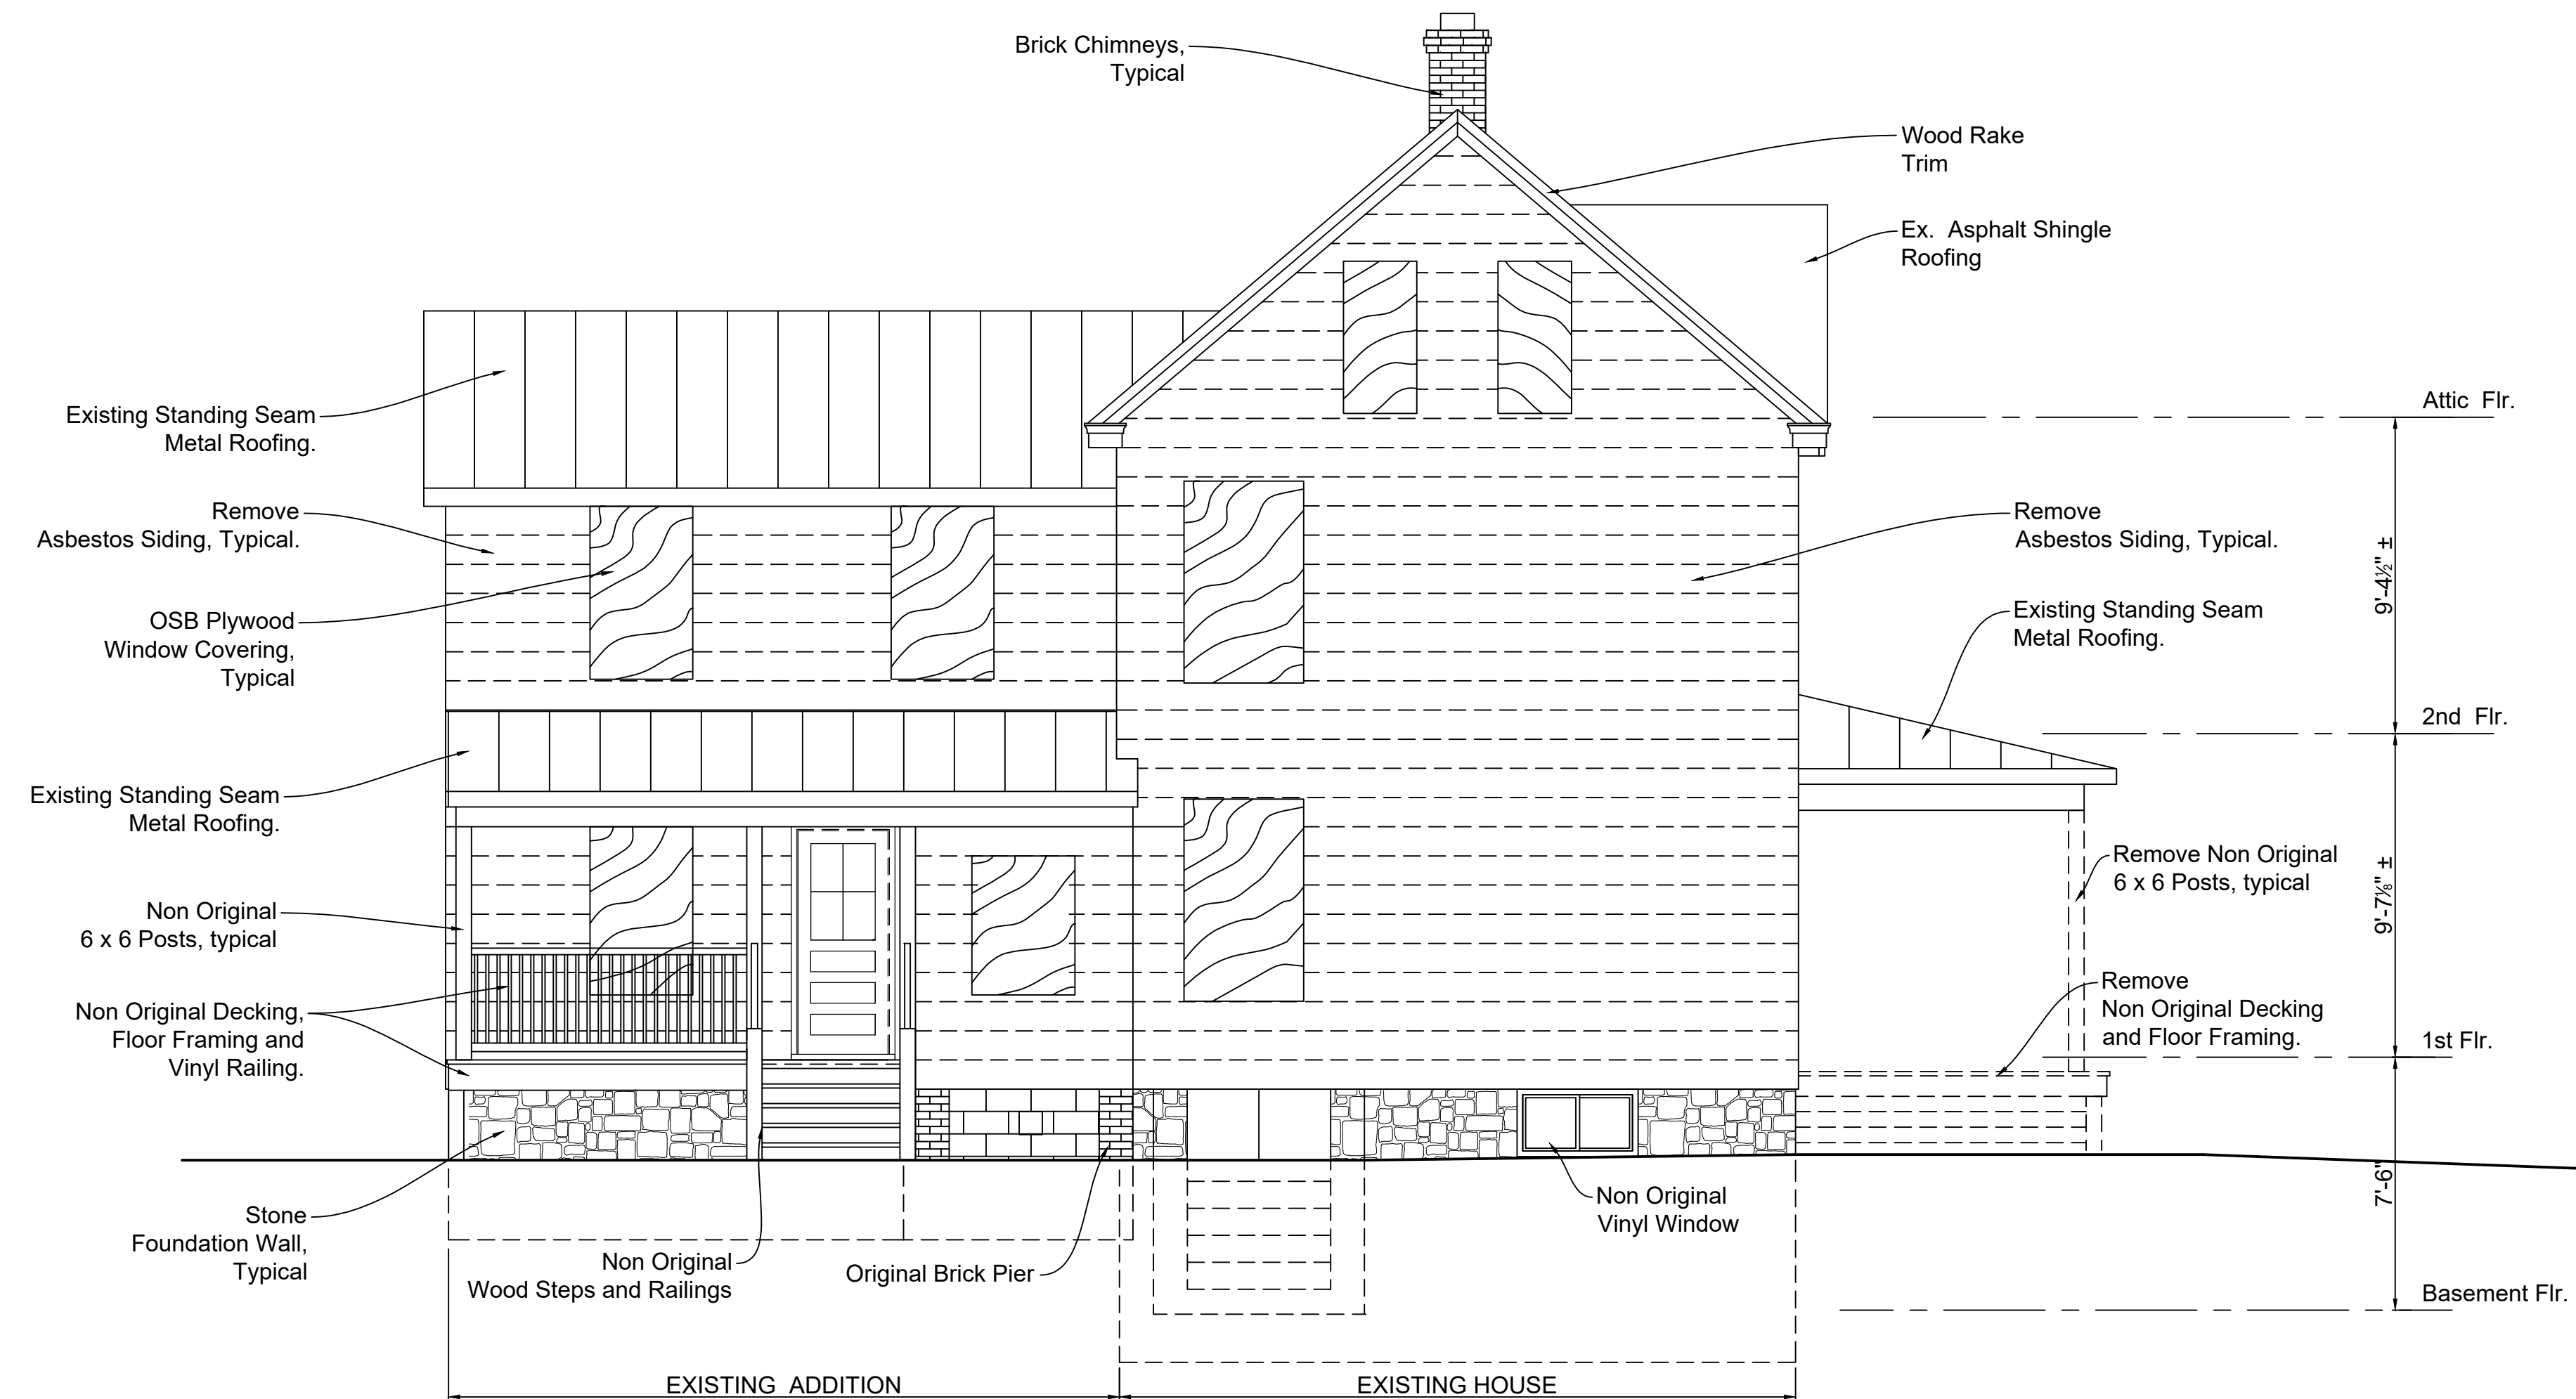 Brick Chimneys,
Typical
Wood Rake
Trim
Ex. Asphalt Shingle
Roofing
Existing Standing Seam
Metal Roofing.
Attic Flr.
Remove
Asbestos Siding, Typical.
Remove
Asbestos Siding, Typical.
9'-4½" ±
OSB Plywood
Window Covering,
Typical
Existing Standing Seam
Metal Roofing.
2nd Flr.
Existing Standing Seam
Metal Roofing.
Remove Non Original
6 x 6 Posts, typical
9'-7⅛" ±
Non Original
6 x 6 Posts, typical
Remove
Non Original Decking
and Floor Framing.
Non Original Decking,
Floor Framing and
Vinyl Railing.
1st Flr.
7'-6"
Stone
Foundation Wall,
Typical
Non Original
Wood Steps and Railings
Original Brick Pier
Non Original
Vinyl Window
Basement Flr.
EXISTING ADDITION
EXISTING HOUSE